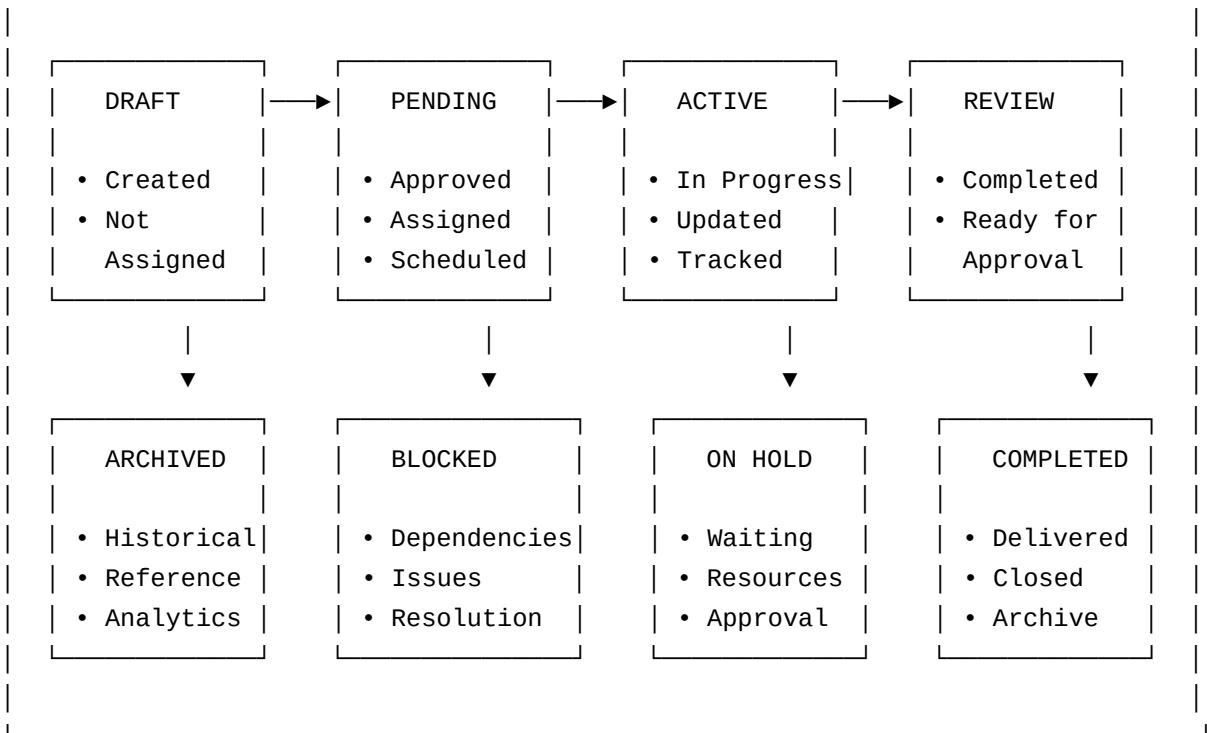 DRAFT PENDING ACTIVE REVIEW
• Created • Approved • In Progress • Completed
• Not • Assigned • Updated • Ready for
Assigned • Scheduled • Tracked Approval
ARCHIVED BLOCKED ON HOLD COMPLETED
• Historical • Dependencies • Waiting • Delivered
• Reference • Issues • Resources • Closed
• Analytics • Resolution • Approval • Archive